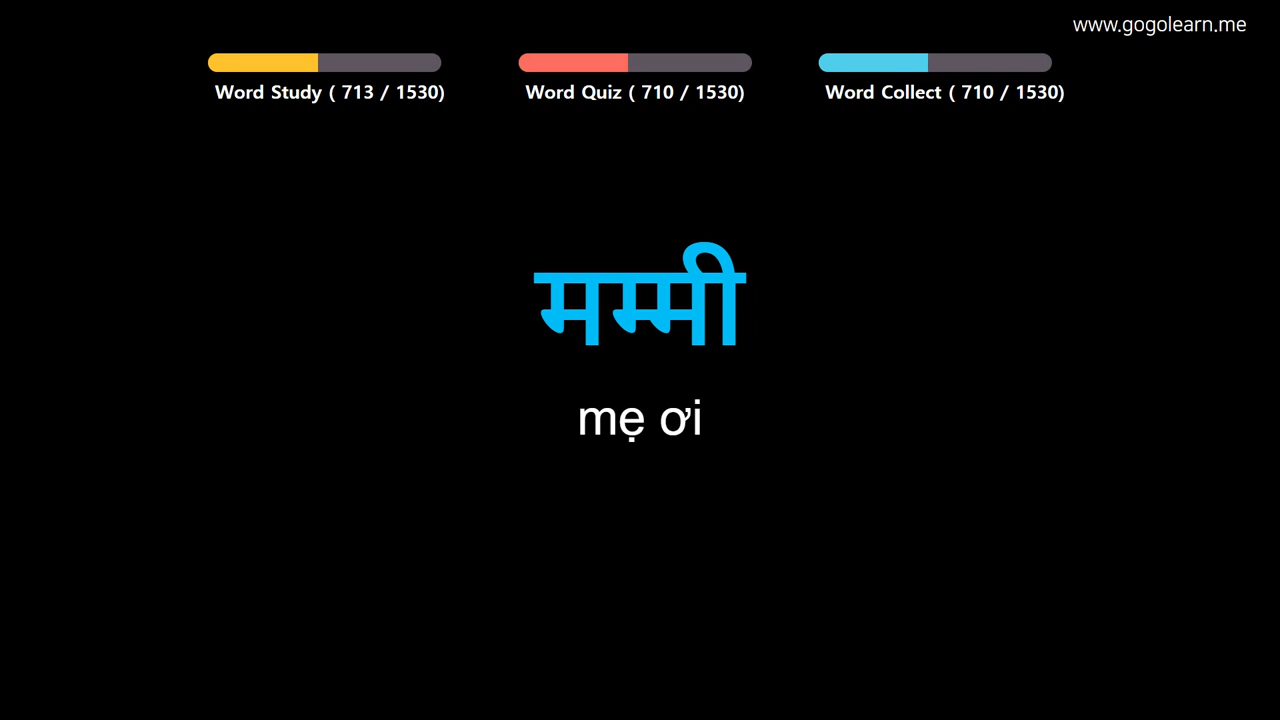 www.gogolearn.me
Word Study ( 713 / 1530)
Word Quiz ( 710 / 1530)
Word Collect ( 710 / 1530)
मम्मी
mẹ ơi